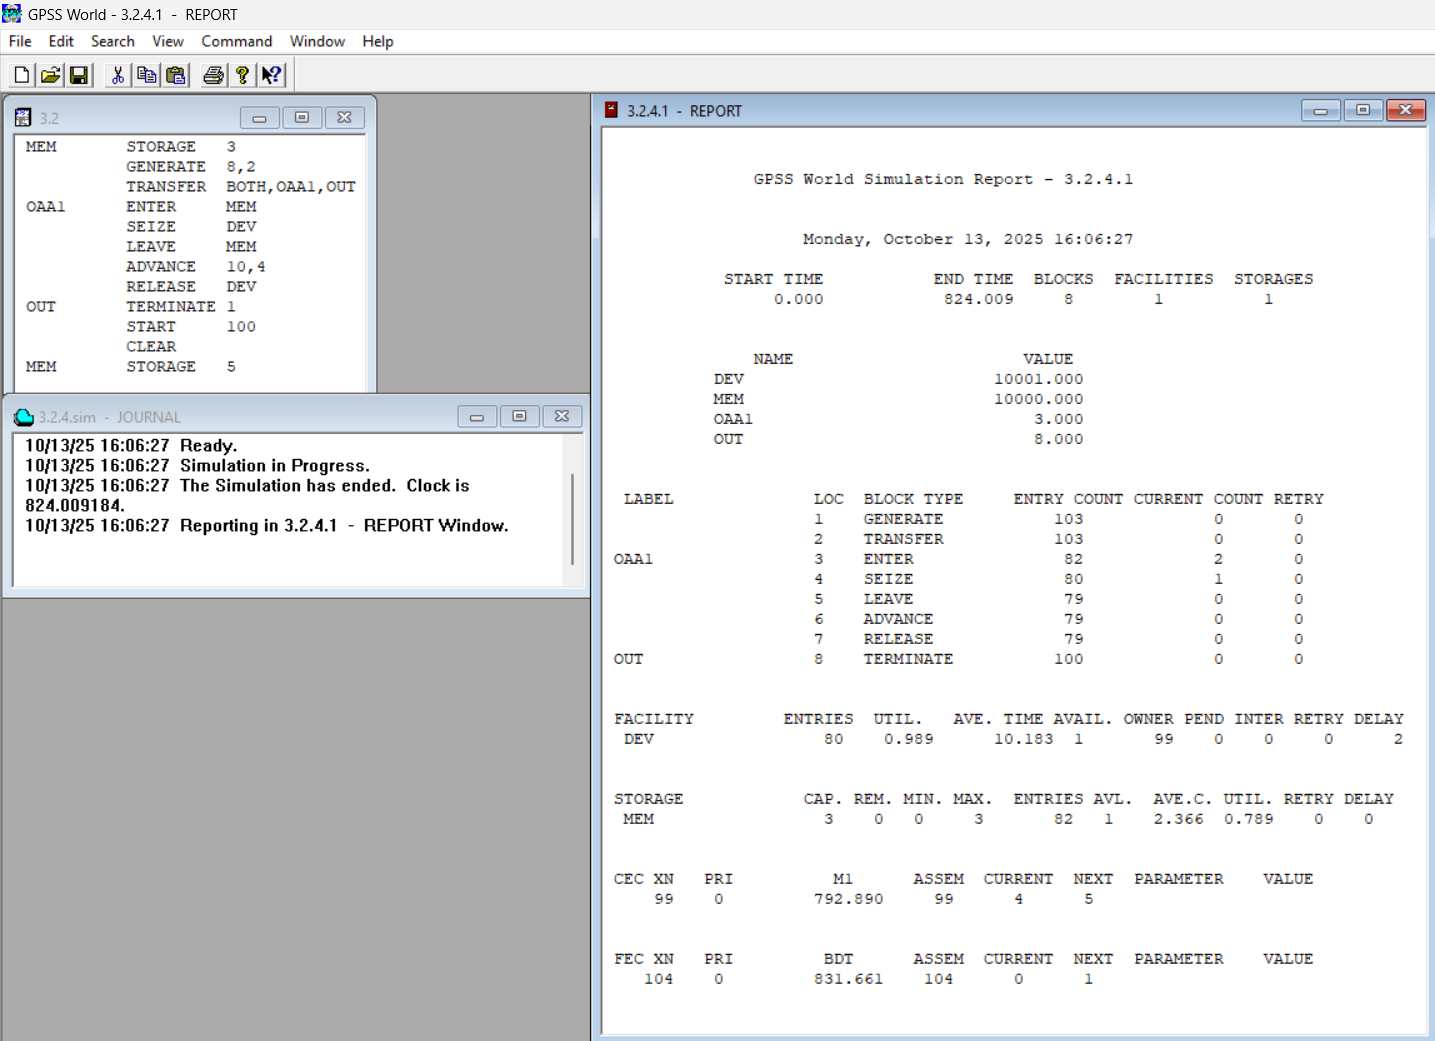 GPSS World - 3.2.4.1  -  REPORT
File  Edit  Search  View  Command  Window  Help
3.2
MEM  STORAGE  3
GENERATE  8,2
TRANSFER  BOTH,OAA1,OUT
OAA1  ENTER  MEM
SEIZE  DEV
LEAVE  MEM
ADVANCE  10,4
RELEASE  DEV
OUT  TERMINATE  1
START  100
CLEAR
MEM  STORAGE  5
3.2.4.sim  -  JOURNAL
10/13/25 16:06:27  Ready.
10/13/25 16:06:27  Simulation in Progress.
10/13/25 16:06:27  The Simulation has ended.  Clock is
824.009184.
10/13/25 16:06:27  Reporting in 3.2.4.1  -  REPORT Window.
3.2.4.1  -  REPORT
GPSS World Simulation Report - 3.2.4.1
Monday, October 13, 2025 16:06:27
START TIME  END TIME  BLOCKS  FACILITIES  STORAGES
0.000  824.009  8  1  1
NAME  VALUE
DEV  10001.000
MEM  10000.000
OAA1  3.000
OUT  8.000
LABEL  LOC  BLOCK TYPE  ENTRY COUNT CURRENT COUNT RETRY
1  GENERATE  103  0  0
2  TRANSFER  103  0  0
OAA1  3  ENTER  82  2  0
4  SEIZE  80  1  0
5  LEAVE  79  0  0
6  ADVANCE  79  0  0
7  RELEASE  79  0  0
OUT  8  TERMINATE  100  0  0
FACILITY  ENTRIES  UTIL.  AVE. TIME AVAIL. OWNER PEND INTER RETRY DELAY
DEV  80  0.989  10.183  1  99  0  0  0  2
STORAGE  CAP. REM. MIN. MAX.  ENTRIES AVL.  AVE.C. UTIL. RETRY DELAY
MEM  3  0  0  3  82  1  2.366  0.789  0  0
CEC XN  PRI  M1  ASSEM  CURRENT  NEXT  PARAMETER  VALUE
99  0  792.890  99  4  5
FEC XN  PRI  BDT  ASSEM  CURRENT  NEXT  PARAMETER  VALUE
104  0  831.661  104  0  1